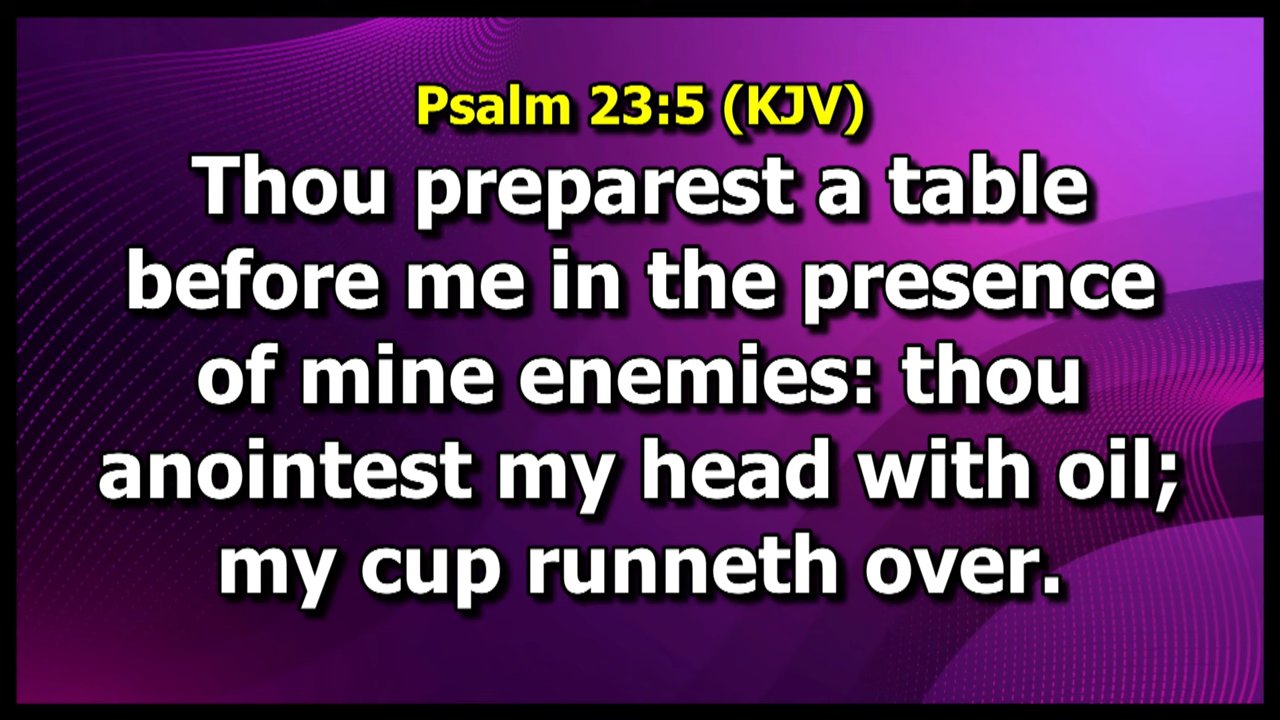 Psalm 23:5 (KJV)
Thou preparest a table
before me in the presence
of mine enemies: thou
anointest my head with oil;
my cup runneth over.